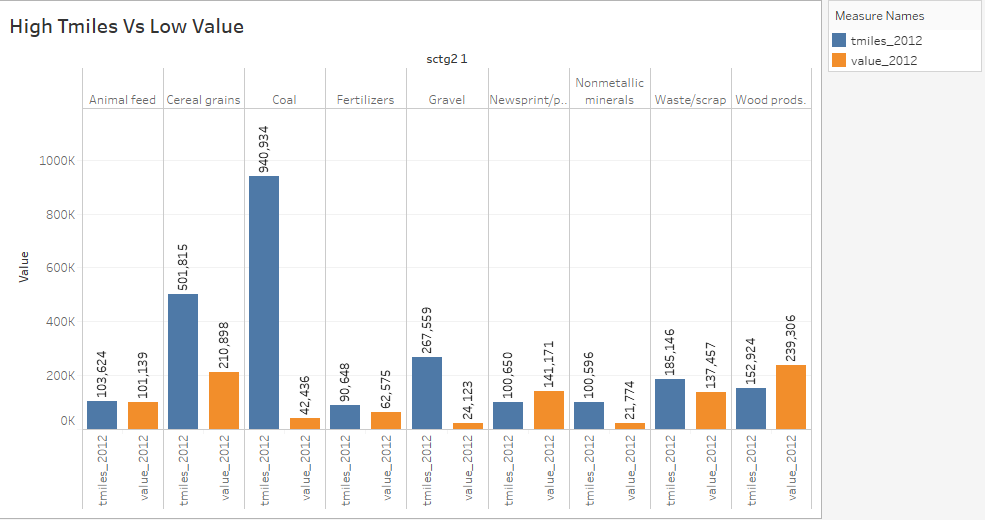 High Tmiles Vs Low Value
Measure Names
tmiles_2012
value_2012
sctg2 1
Animal feed
Cereal grains
Coal
Fertilizers
Gravel
Newsprint/p..
Nonmetallic
minerals
Waste/scrap
Wood prods.
Value
1000K
800K
600K
400K
200K
0K
103,624
101,139
501,815
210,898
940,934
42,436
90,648
62,575
267,559
24,123
100,650
141,171
100,596
21,774
185,146
137,457
152,924
239,306
tmiles_2012
value_2012
tmiles_2012
value_2012
tmiles_2012
value_2012
tmiles_2012
value_2012
tmiles_2012
value_2012
tmiles_2012
value_2012
tmiles_2012
value_2012
tmiles_2012
value_2012
tmiles_2012
value_2012